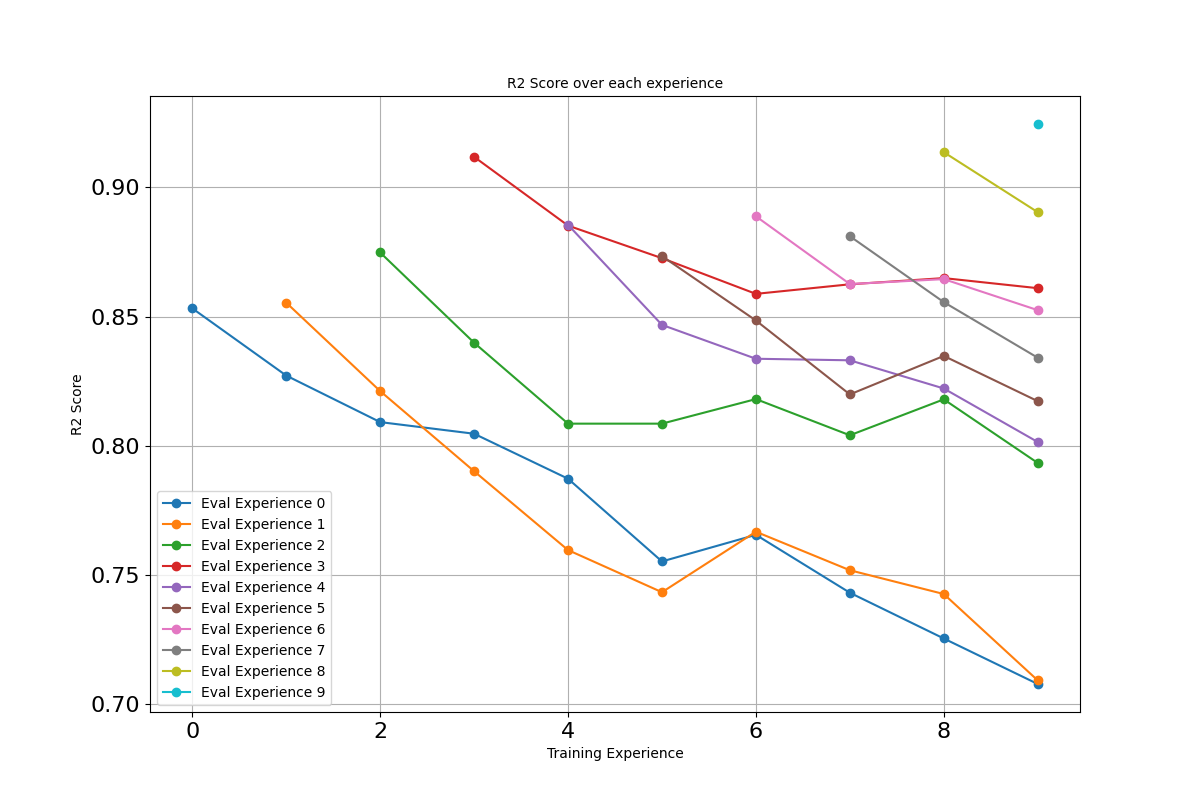 R2 Score over each experience
0.90
0.85
0.80
0.75
0.70
R2 Score
Eval Experience 0
Eval Experience 1
Eval Experience 2
Eval Experience 3
Eval Experience 4
Eval Experience 5
Eval Experience 6
Eval Experience 7
Eval Experience 8
Eval Experience 9
0 2 4 6 8
Training Experience